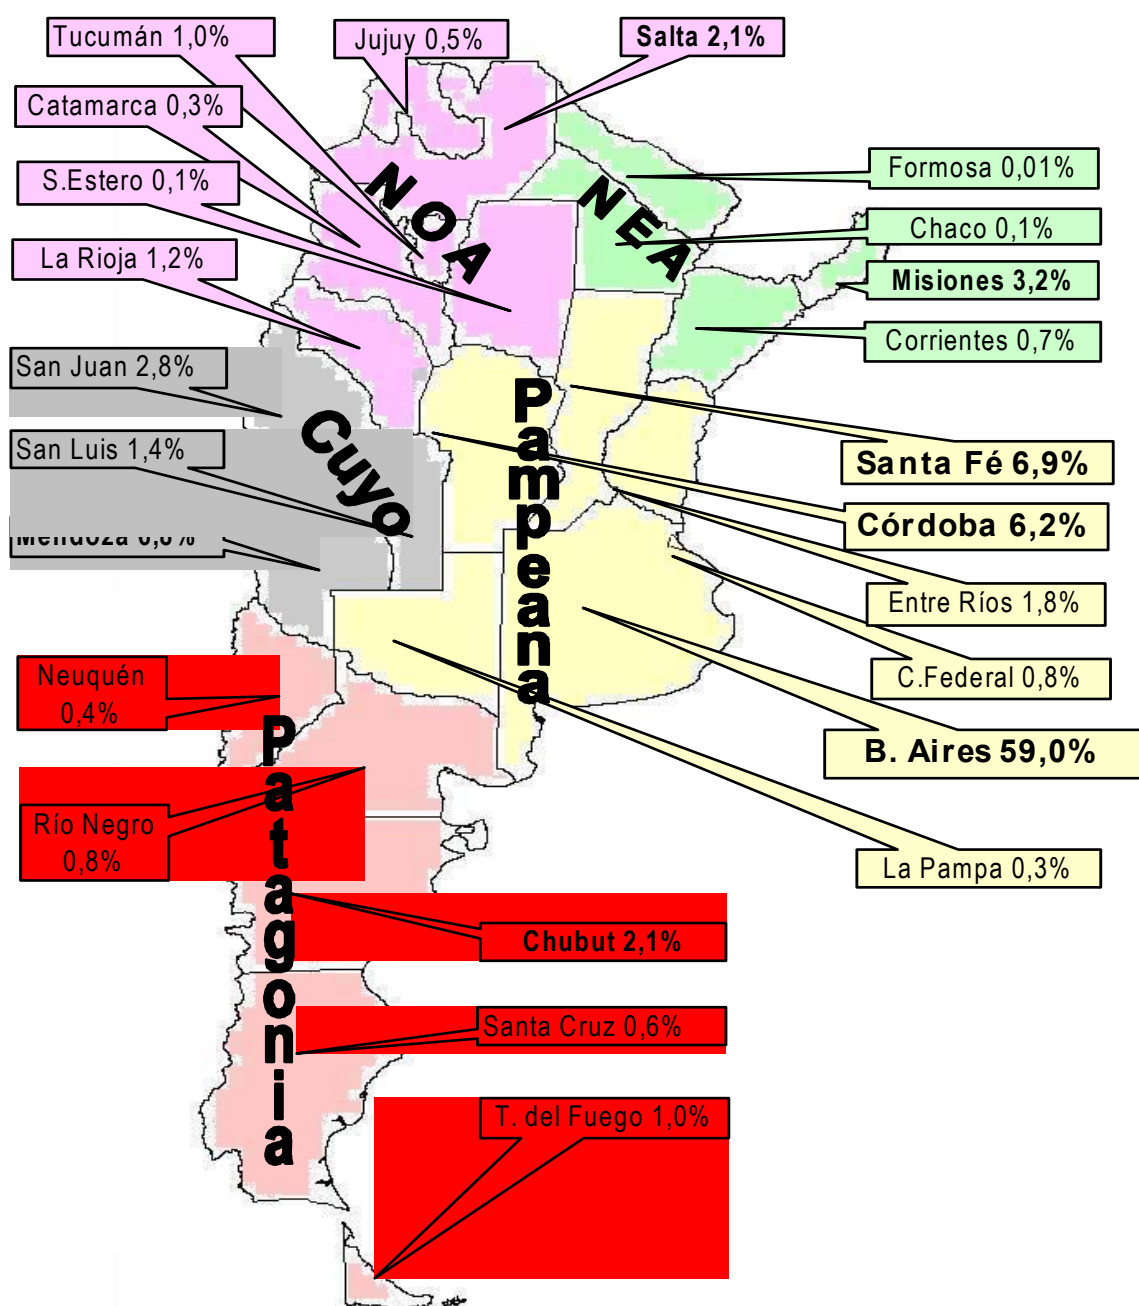 Tucumán 1,0%
Jujuy 0,5%
Salta 2,1%
Catamarca 0,3%
S.Estero 0,1%
La Rioja 1,2%
NOA
NEA
Formosa 0,01%
Chaco 0,1%
Misiones 3,2%
Corrientes 0,7%
San Juan 2,8%
San Luis 1,4%
Mendoza
Cuyo
Pampeana
Santa Fé 6,9%
Córdoba 6,2%
Entre Ríos 1,8%
C.Federal 0,8%
B. Aires 59,0%
La Pampa 0,3%
Neuquén
0,4%
Río Negro
0,8%
Patagonia
Chubut 2,1%
Santa Cruz 0,6%
T. del Fuego 1,0%